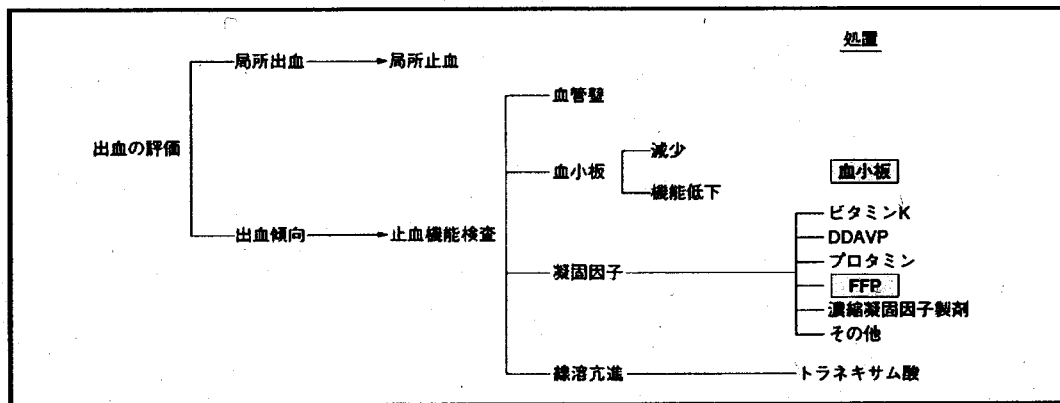 処置
局所出血
局所止血
血管壁
出血の評価
減少
血小板
血小板
機能低下
ビタミンK
出血傾向
止血機能検査
DDAVP
プロタミン
凝固因子
FFP
濃縮凝固因子製剤
その他
線溶亢進
トラネキサム酸